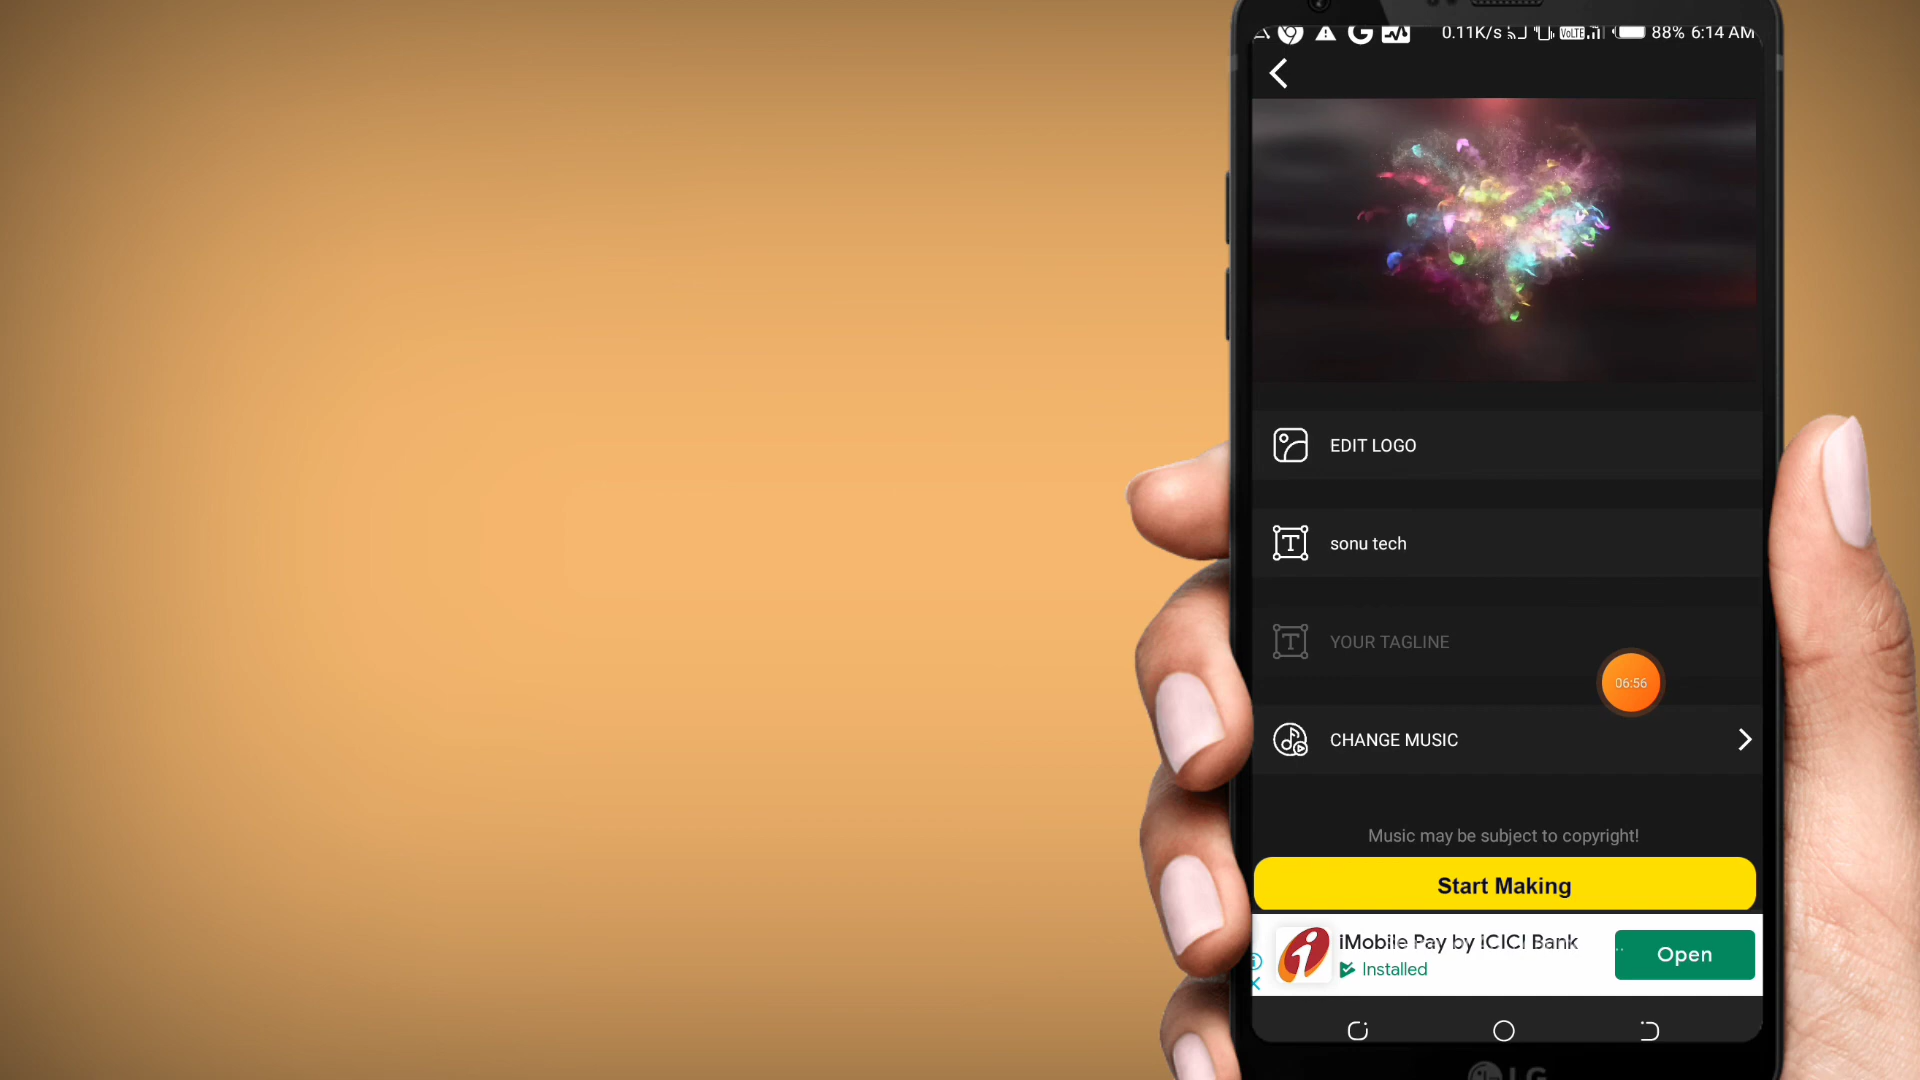 0.11K/s VoLTE 88% 6:14 AM
EDIT LOGO
sonu tech
YOUR TAGLINE
06:56
CHANGE MUSIC
Music may be subject to copyright!
Start Making
iMobile Pay by ICICI Bank
Installed
Open
LG